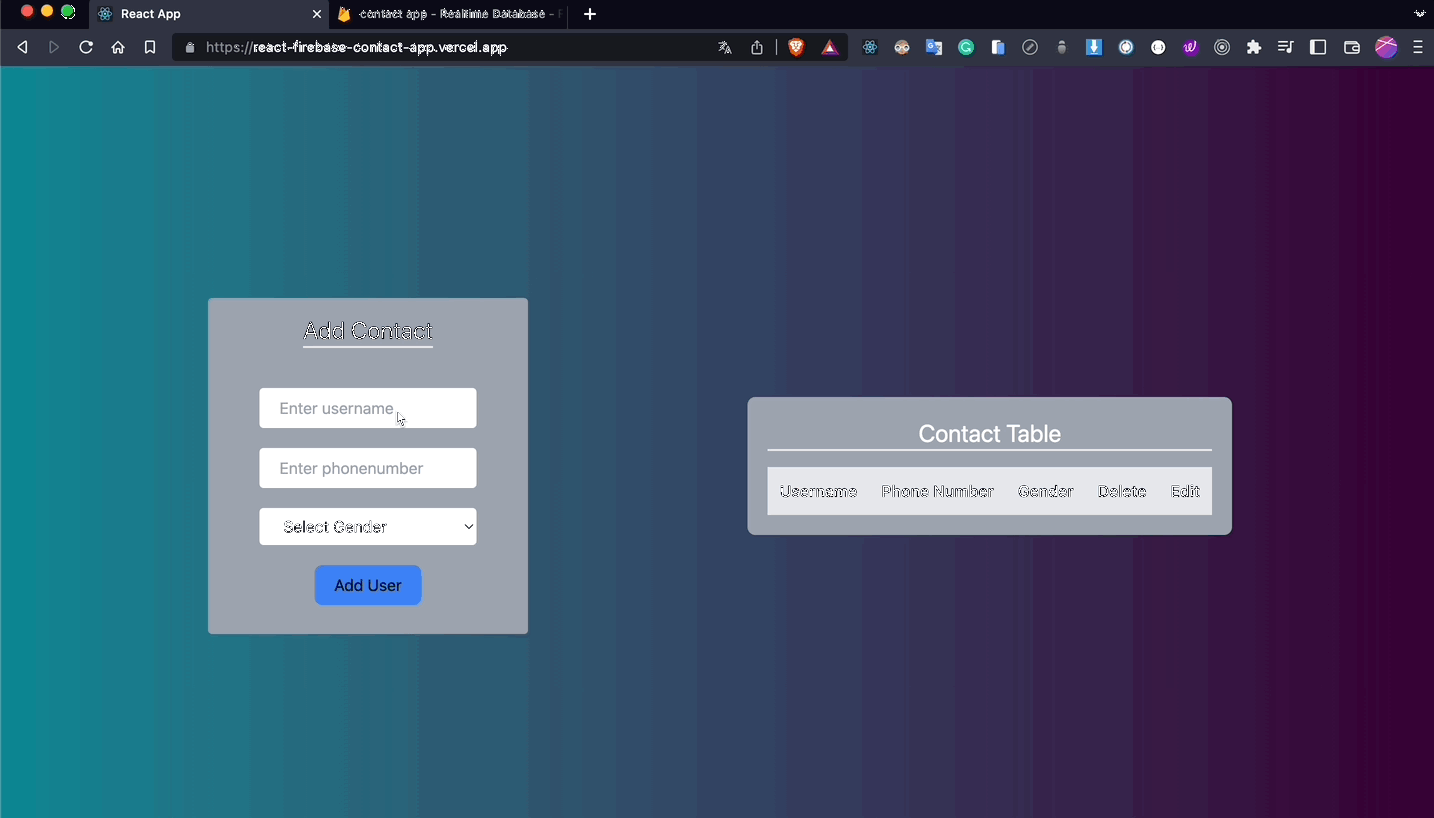 React App
contact app - Realtime Database - F
https://react-firebase-contact-app.vercel.app
Add Contact
Enter username
Enter phonenumber
Select Gender
Add User
Contact Table
Username Phone Number Gender Delete Edit